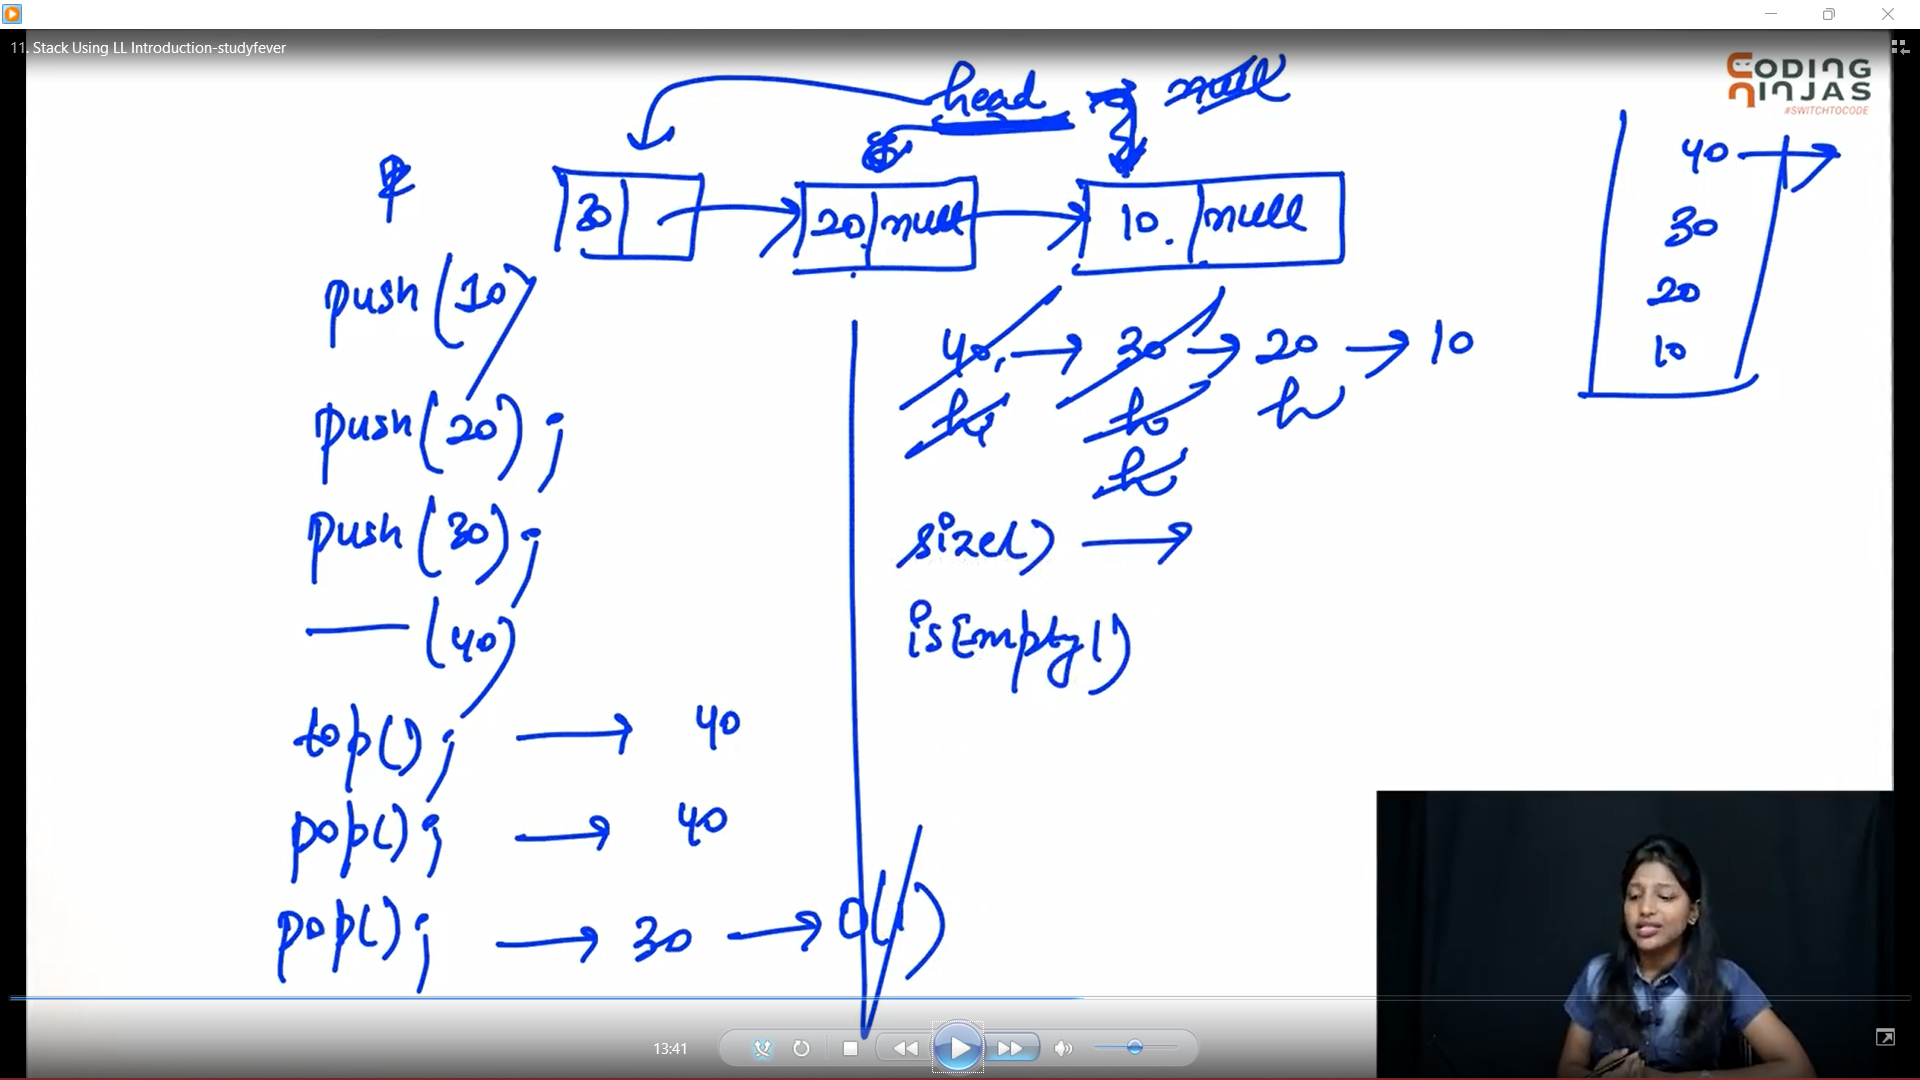 11. Stack Using LL Introduction-studyfever
CODING NINJAS
#SWITCHTOCODE
head → null
30 → 20 null → 10 null
40 →
30
20
10
push(10)
push(20);
push(30);
— (40)
top(); → 40
pop(); → 40
pop(); → 30 → O(1)
40 → 30 → 20 → 10
h h h
h
size() →
isEmpty()
13:41